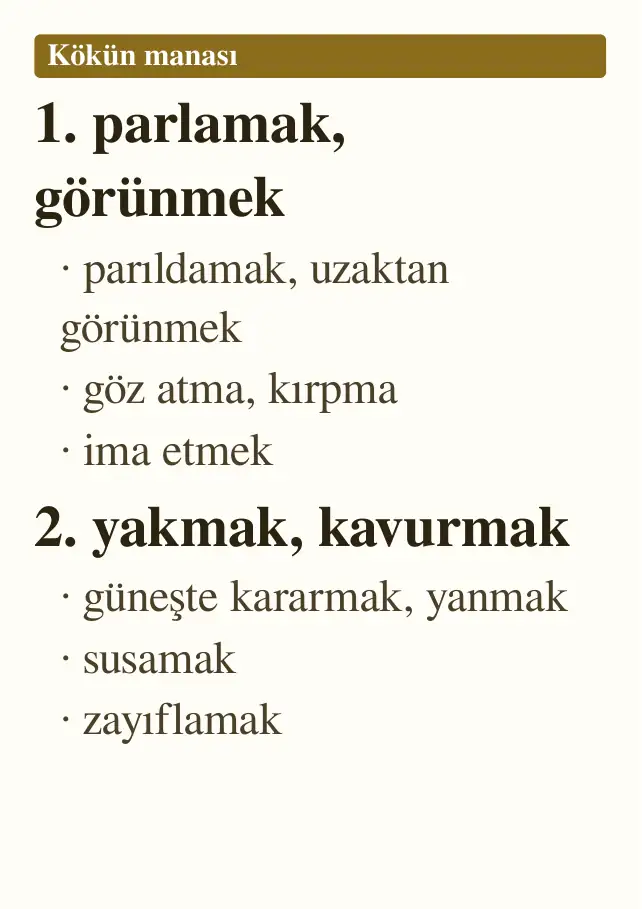 Kökün manası
1. parlamak,
görünmek
· parıldamak, uzaktan
görünmek
· göz atma, kırpma
· ima etmek
2. yakmak, kavurmak
· güneşte kararmak, yanmak
· susamak
· zayıflamak